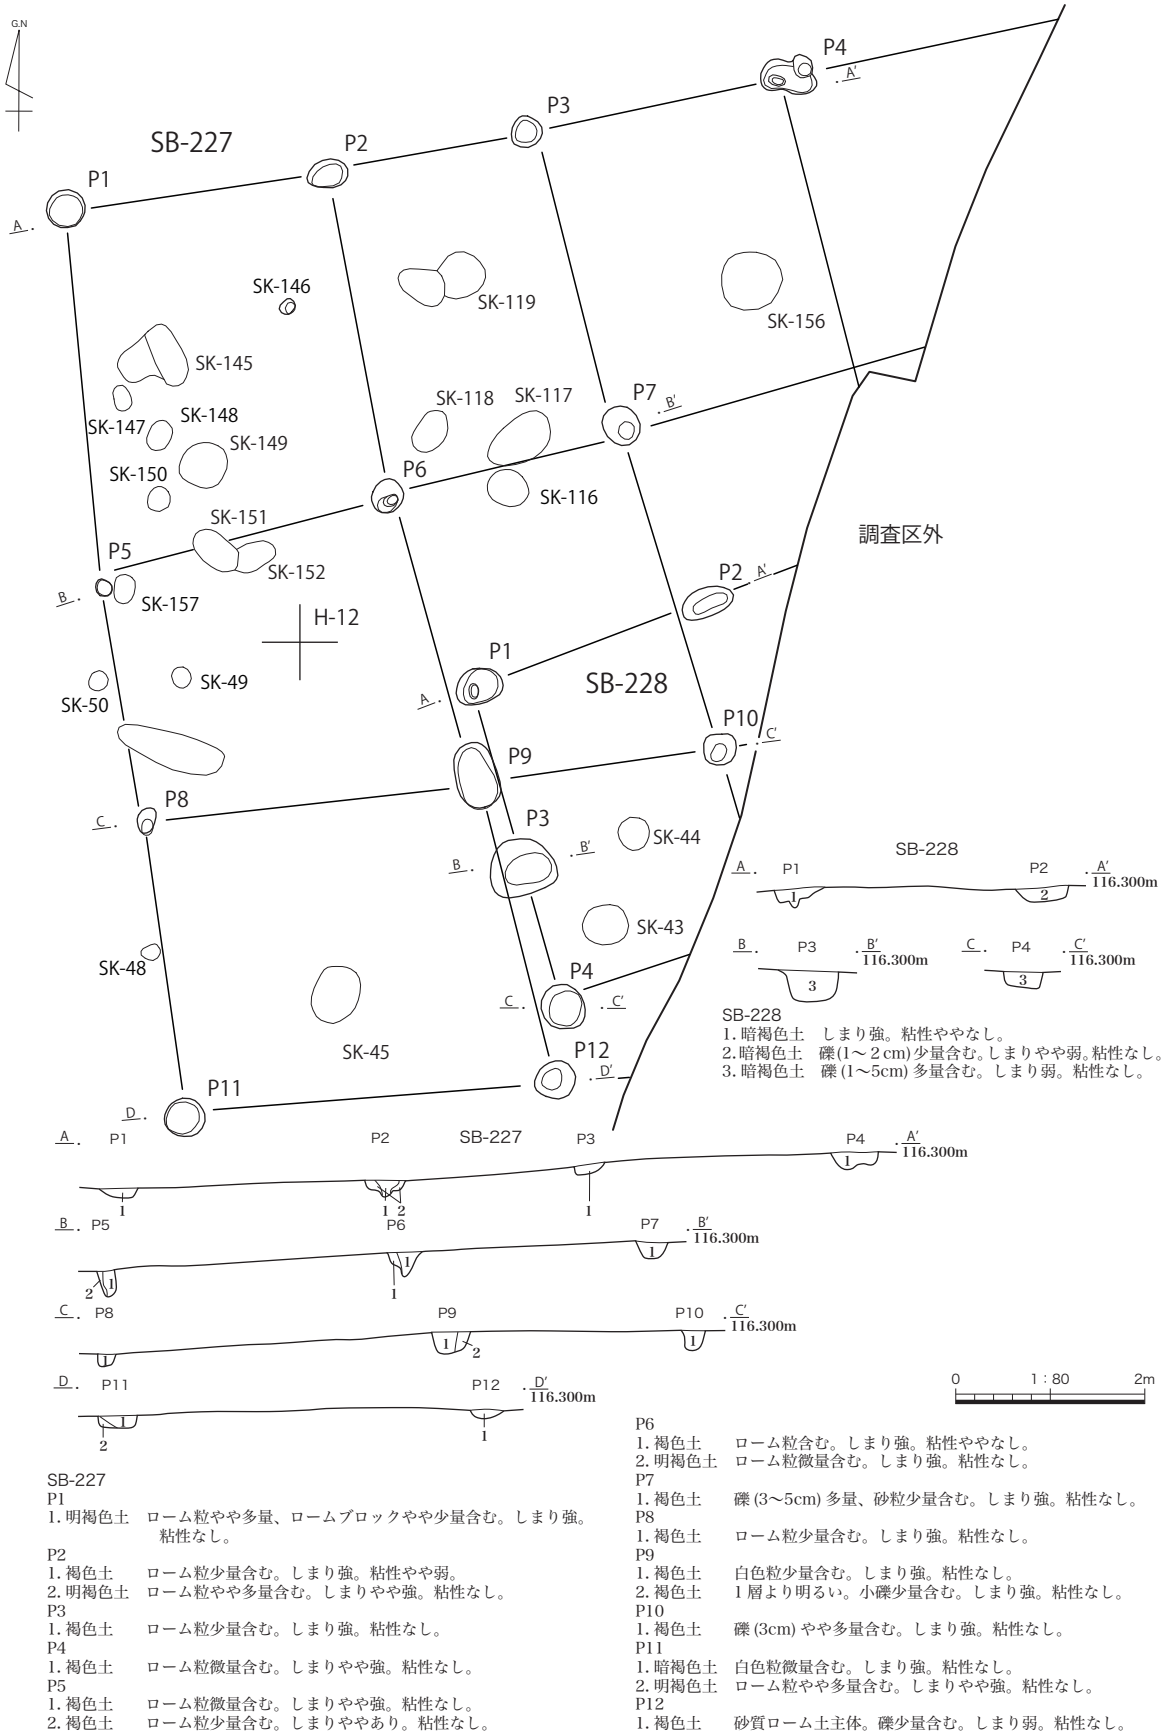 G.N
SB-227
P1
P2
P3
P4
A'
A
SK-146
SK-119
SK-156
SK-145
SK-147
SK-148
SK-149
SK-150
SK-118
SK-117
P7
B'
P6
SK-116
SK-151
SK-152
調査区外
P5
B
SK-157
H-12
P2
A'
P1
SB-228
SK-50
SK-49
A
P10
C'
P9
P8
C
P3
B'
B
SK-44
SK-43
SK-48
SK-45
P4
C
C'
P12
D'
P11
D
SB-228
A P1 P2 A'
116.300m
1 2
B P3 B'
116.300m
C P4 C'
116.300m
3 3
SB-228
1. 暗褐色土 しまり強。粘性ややなし。
2. 暗褐色土 礫(1〜2cm)少量含む。しまりやや弱。粘性なし。
3. 暗褐色土 礫(1〜5cm)多量含む。しまり弱。粘性なし。
SB-227
A P1 P2 P3 P4 A'
116.300m
1 1 2 1 1
B P5 P6 P7 B'
116.300m
2 1 1 1 1
C P8 P9 P10 C'
116.300m
1 1 2 1
D P11 P12 D'
116.300m
1 2 1
0 1:80 2m
SB-227
P1
1. 明褐色土 ローム粒やや多量、ロームブロックやや少量含む。しまり強。
粘性なし。
P2
1. 褐色土 ローム粒少量含む。しまり強。粘性やや弱。
2. 明褐色土 ローム粒やや多量含む。しまりやや強。粘性なし。
P3
1. 褐色土 ローム粒少量含む。しまり強。粘性なし。
P4
1. 褐色土 ローム粒微量含む。しまりやや強。粘性なし。
P5
1. 褐色土 ローム粒微量含む。しまりやや強。粘性なし。
2. 褐色土 ローム粒少量含む。しまりややあり。粘性なし。
P6
1. 褐色土 ローム粒含む。しまり強。粘性ややなし。
2. 明褐色土 ローム粒微量含む。しまり強。粘性なし。
P7
1. 褐色土 礫(3〜5cm)多量、砂粒少量含む。しまり強。粘性なし。
P8
1. 褐色土 ローム粒少量含む。しまり強。粘性なし。
P9
1. 褐色土 白色粒少量含む。しまり強。粘性なし。
2. 褐色土 1層より明るい。小礫少量含む。しまり強。粘性なし。
P10
1. 褐色土 礫(3cm)やや多量含む。しまり強。粘性なし。
P11
1. 暗褐色土 白色粒微量含む。しまり強。粘性なし。
2. 明褐色土 ローム粒やや多量含む。しまりやや強。粘性なし。
P12
1. 褐色土 砂質ローム土主体。礫少量含む。しまり弱。粘性なし。